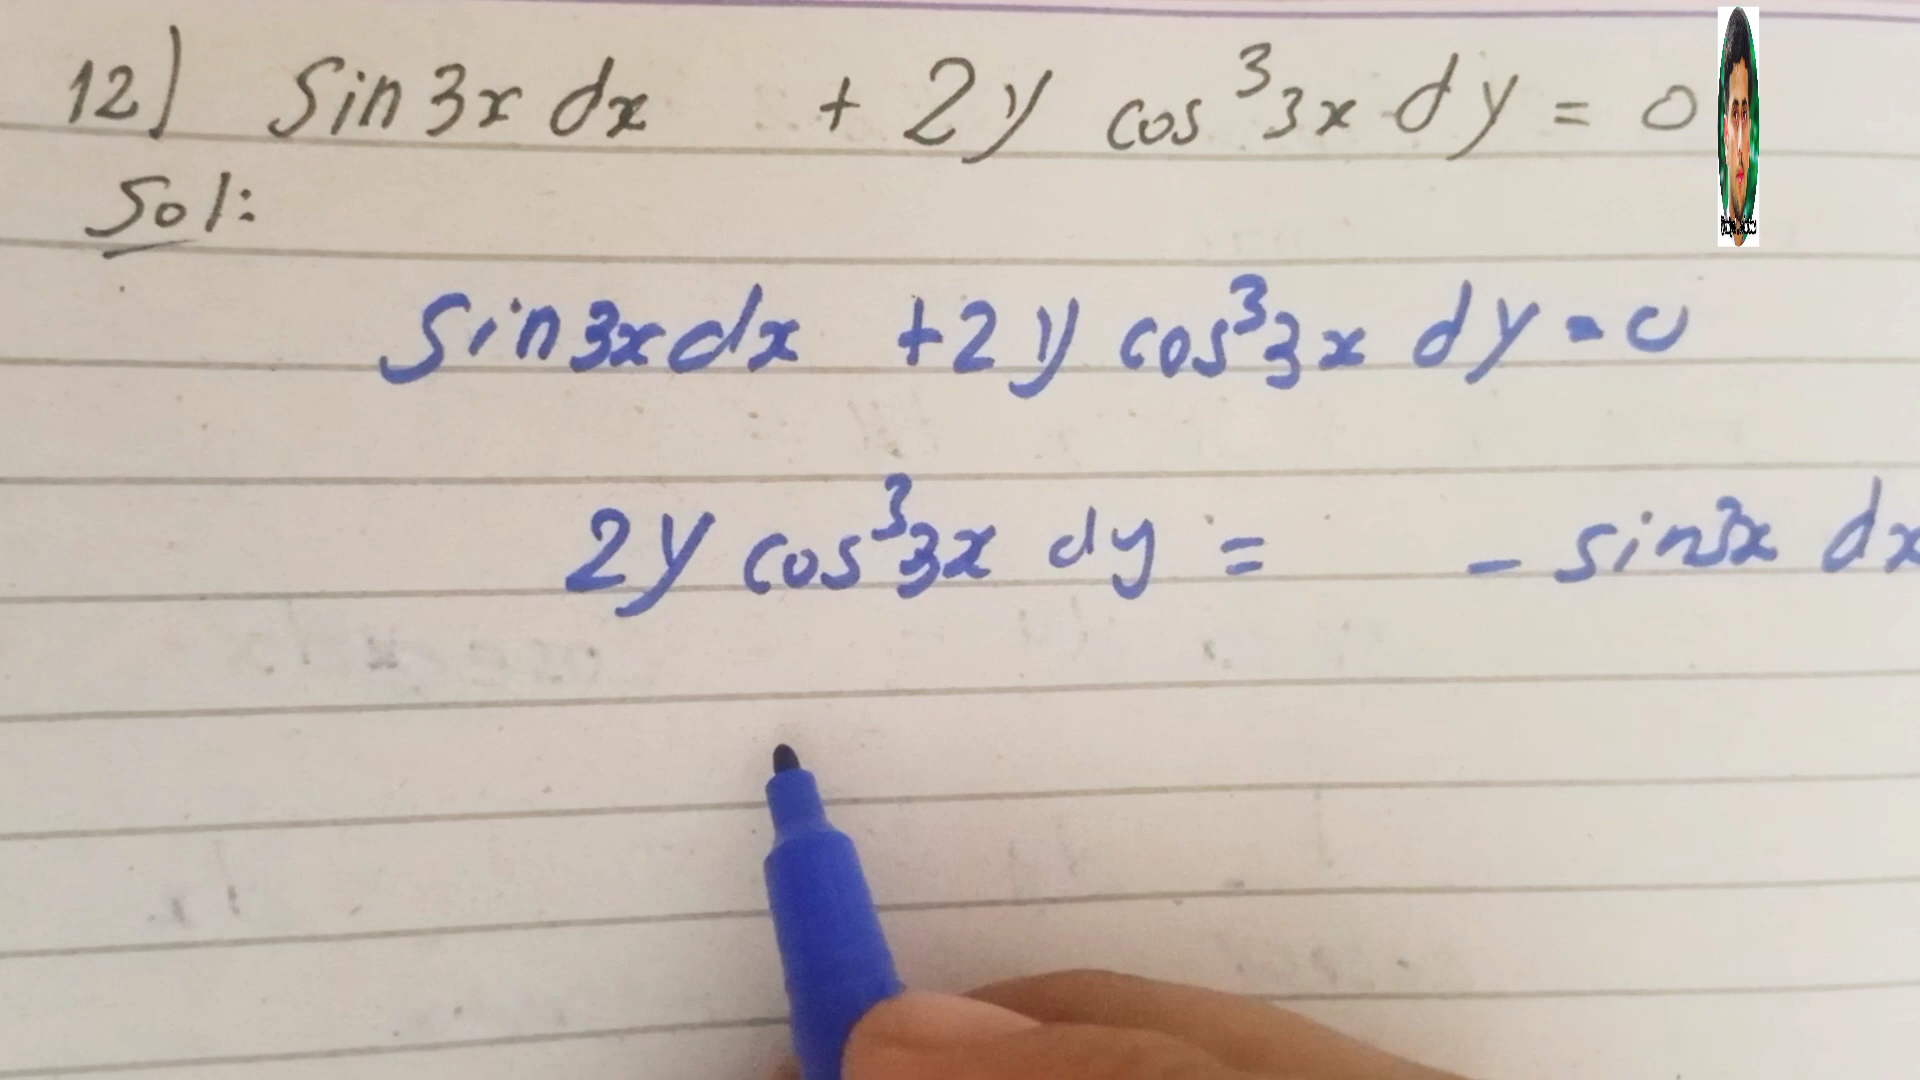 12) Sin 3x dx + 2y cos³3x dy = 0
Sol:
Sin3x dx +2y cos³3x dy = 0
2y cos³3x dy = - sin3x dx